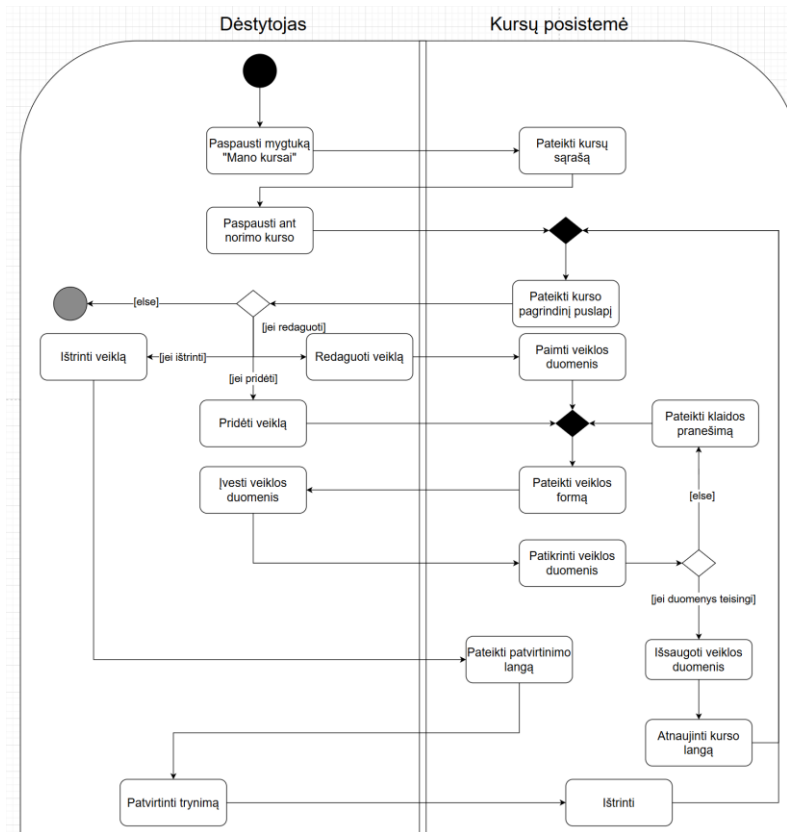 Dėstytojas
Kursų posistemė
Paspausti mygtuką
"Mano kursai"
Pateikti kursų
sąrašą
Paspausti ant
norimo kurso
Pateikti kurso
pagrindinį puslapį
[else]
[jei redaguoti]
Ištrinti veiklą
[jei ištrinti]
Redaguoti veiklą
Paimti veiklos
duomenis
[jei pridėti]
Pridėti veiklą
Pateikti klaidos
pranešimą
Įvesti veiklos
duomenis
Pateikti veiklos
formą
[else]
Patikrinti veiklos
duomenis
[jei duomenys teisingi]
Pateikti patvirtinimo
langą
Išsaugoti veiklos
duomenis
Atnaujinti kurso
langą
Patvirtinti trynimą
Ištrinti